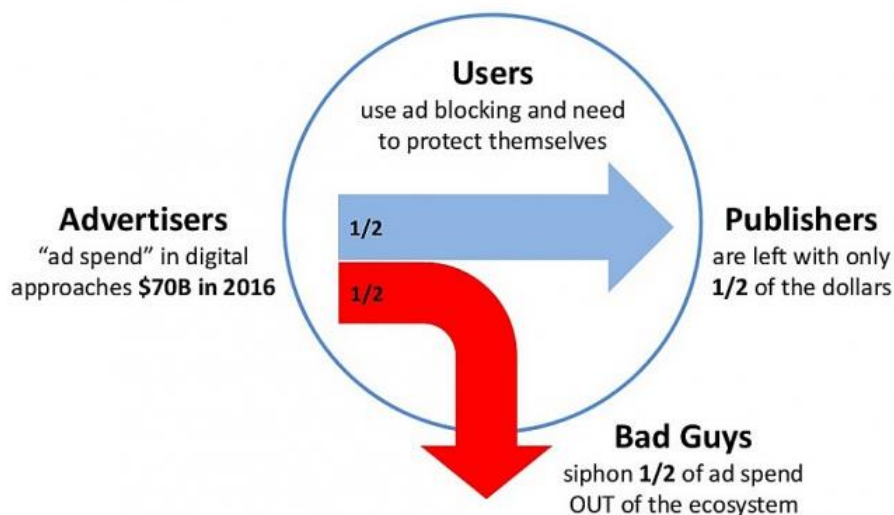 Users
use ad blocking and need
to protect themselves
Advertisers
“ad spend” in digital
approaches $70B in 2016
1/2
1/2
Publishers
are left with only
1/2 of the dollars
Bad Guys
siphon 1/2 of ad spend
OUT of the ecosystem